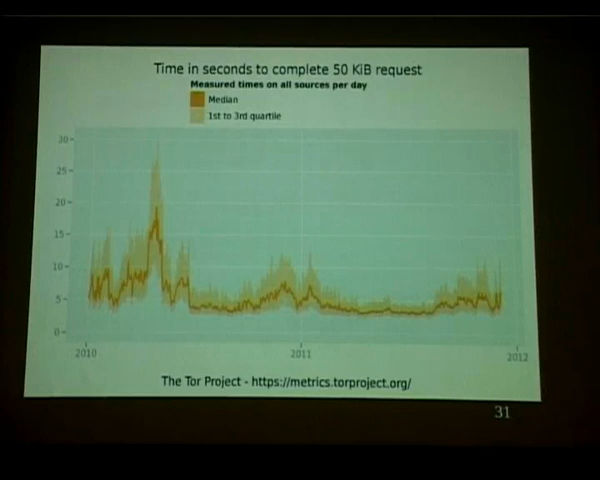 Time in seconds to complete 50 KiB request
Measured times on all sources per day
Median
1st to 3rd quartile
30
25
20
15
10
5
0
2010
2011
2012
The Tor Project - https://metrics.torproject.org/
31